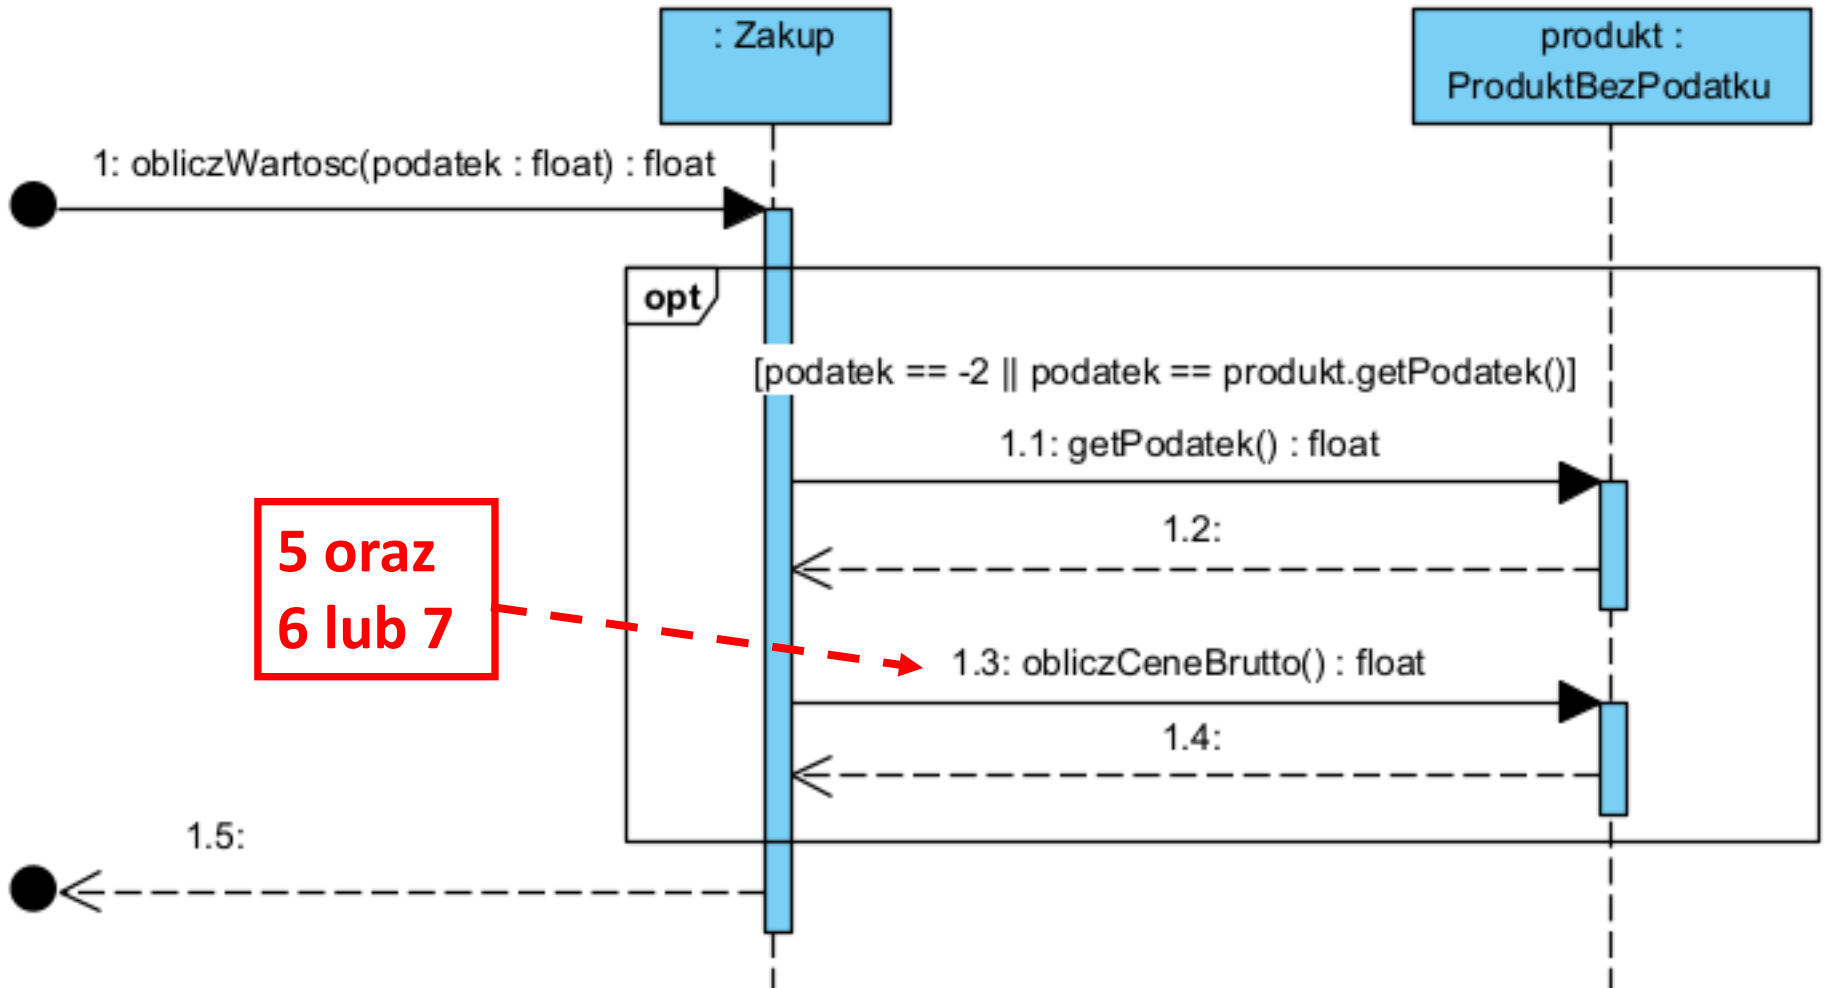 : Zakup
produkt :
ProduktBezPodatku
1: obliczWartosc(podatek : float) : float
opt
[podatek == -2 || podatek == produkt.getPodatek()]
1.1: getPodatek() : float
1.2:
5 oraz
6 lub 7
1.3: obliczCeneBrutto() : float
1.4:
1.5: